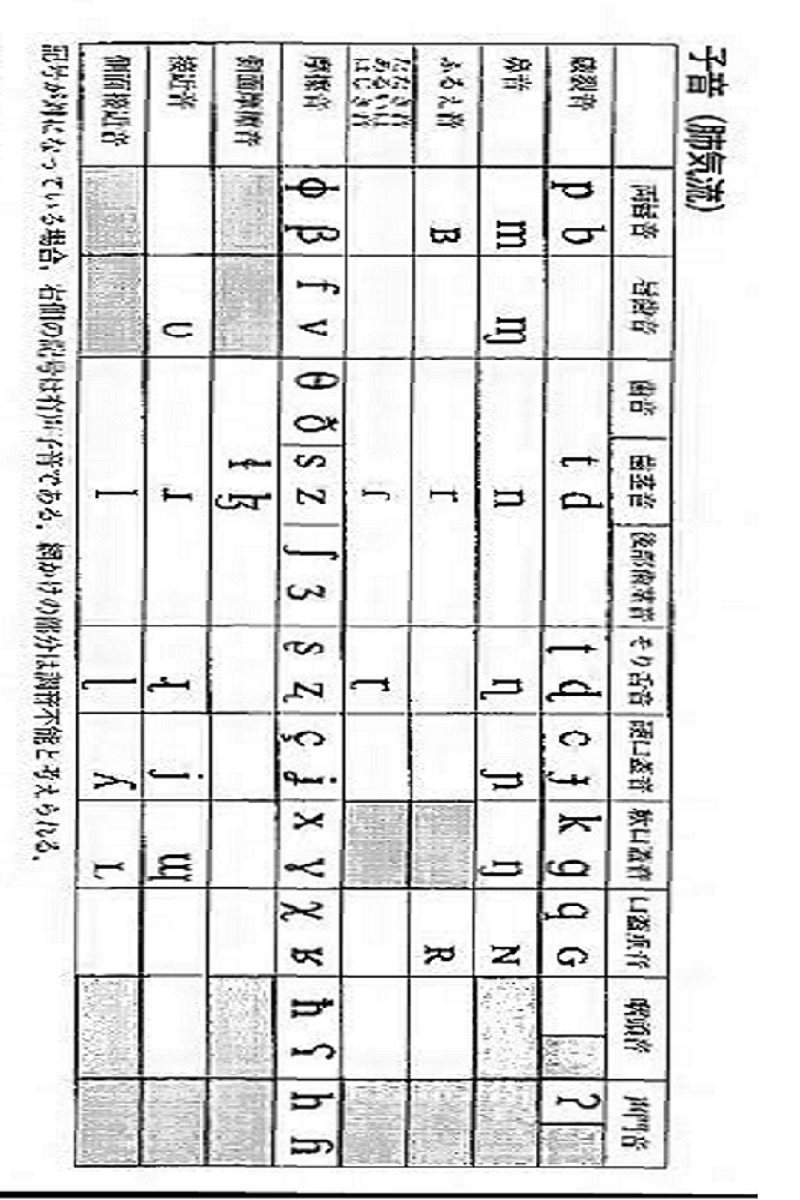 子音（肺気流）
両唇音 唇歯音 歯音 歯茎音 後部歯茎音 そり舌音 硬口蓋音 軟口蓋音 口蓋垂音 咽頭音 声門音
破裂音 p b t d ʈ ɖ c ɟ k g q ɢ ʔ
鼻音 m ɱ n ɳ ɲ ŋ ɴ
ふるえ音 ʙ r ʀ
たたき音あるいははじき音 ɾ ɽ
摩擦音 ɸ β f v θ ð s z ʃ ʒ ʂ ʐ ç ʝ x ɣ χ ʁ ħ ʕ h ɦ
側面摩擦音 ɬ ɮ
接近音 ʋ ɹ ɻ j ɰ
側面接近音 l ɭ ʎ ʟ
記号が対になっている場合、右側の記号は有声子音である。網かけの部分は調音不能と考えられる。